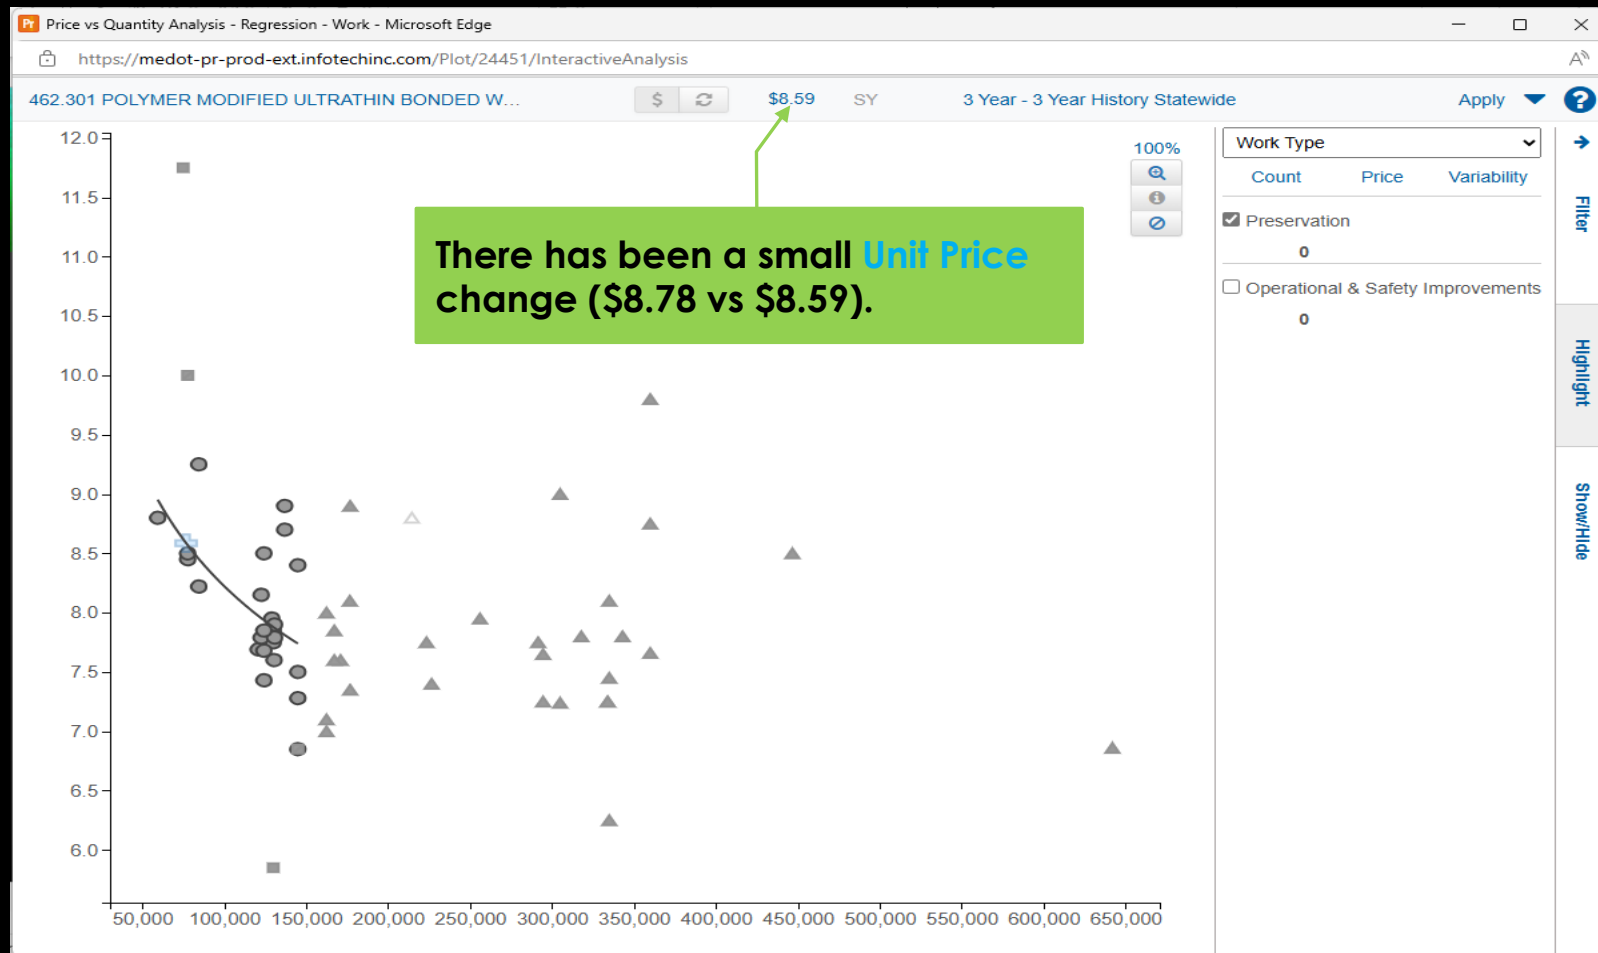 Pr Price vs Quantity Analysis - Regression - Work - Microsoft Edge
https://medot-pr-prod-ext.infotechinc.com/Plot/24451/InteractiveAnalysis
462.301 POLYMER MODIFIED ULTRATHIN BONDED W... $ $8.59 SY 3 Year - 3 Year History Statewide Apply ?
There has been a small Unit Price
change ($8.78 vs $8.59).
100%
12.0
11.5
11.0
10.5
10.0
9.5
9.0
8.5
8.0
7.5
7.0
6.5
6.0
50,000 100,000 150,000 200,000 250,000 300,000 350,000 400,000 450,000 500,000 550,000 600,000 650,000
Work Type
Count Price Variability
Preservation
0
Operational & Safety Improvements
0
Filter
Highlight
Show/Hide